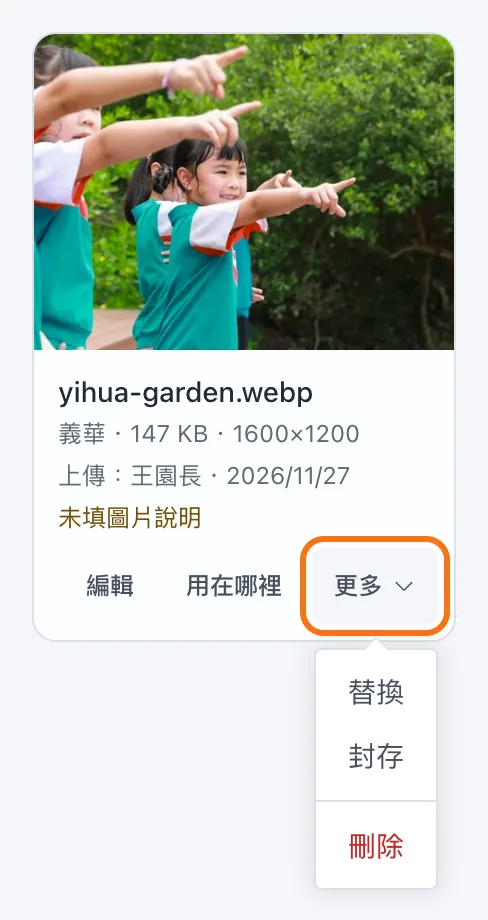 yihua-garden.webp
義華・147 KB・1600×1200
上傳：王園長・2026/11/27
未填圖片說明
編輯 用在哪裡 更多
替換
封存
刪除